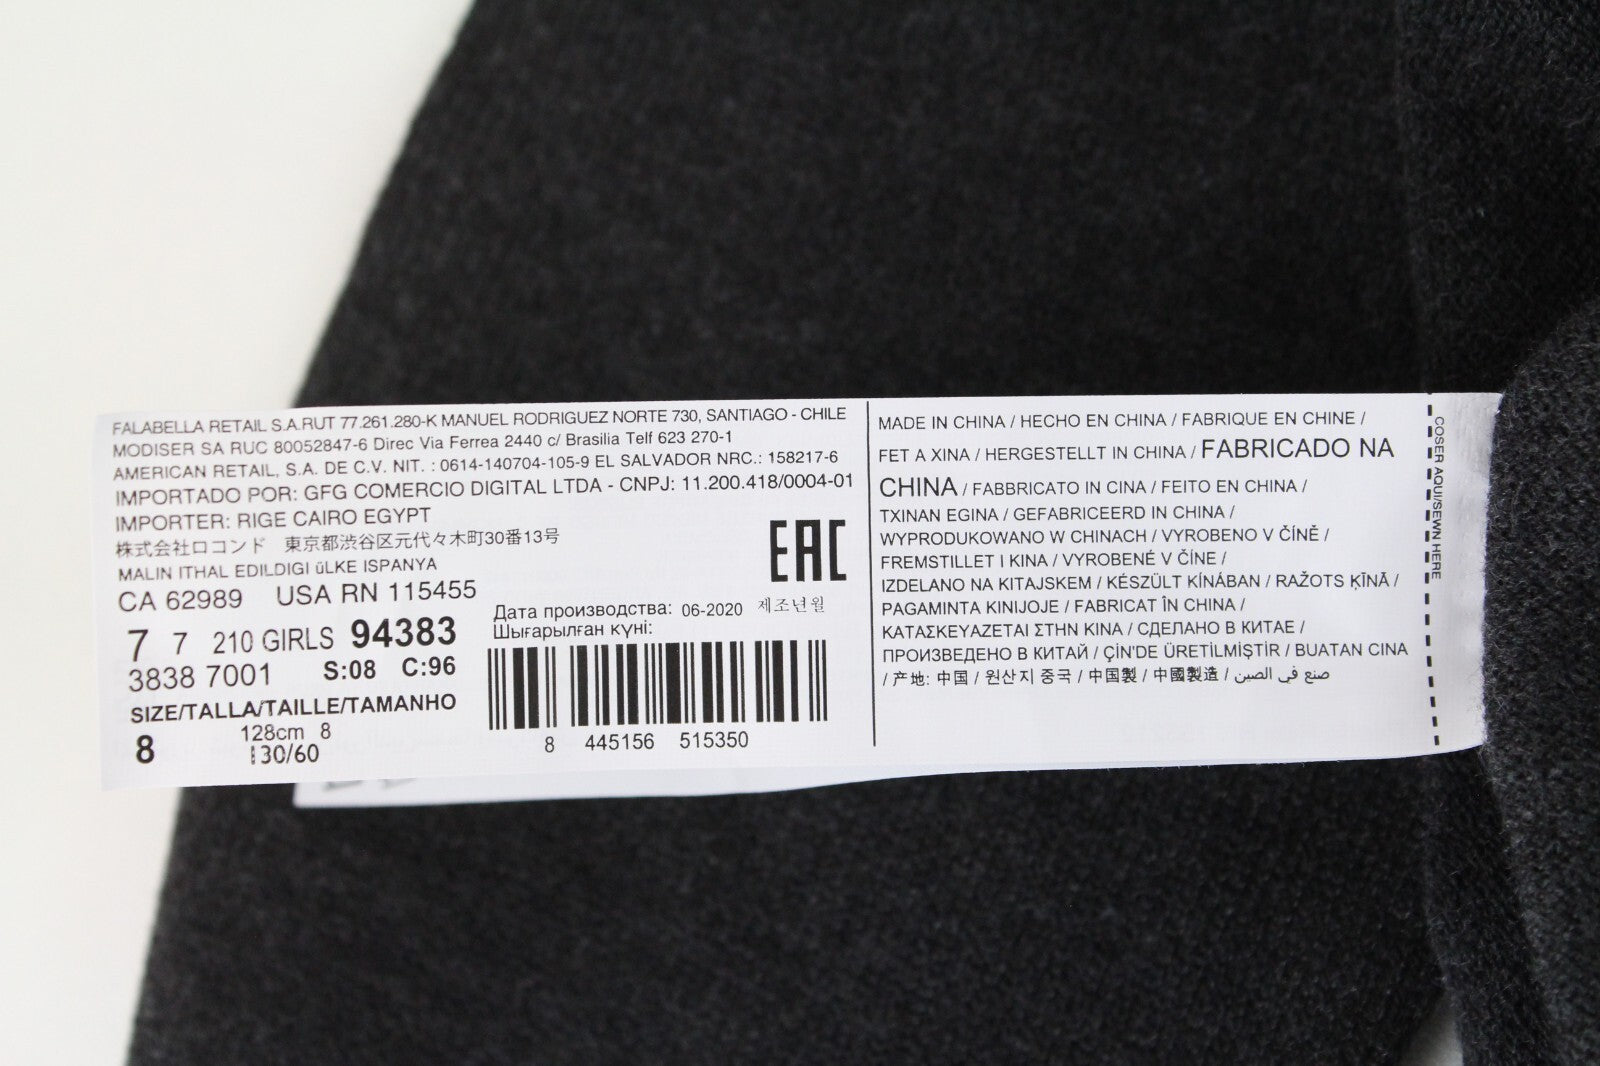 FALABELLA RETAIL S.A.RUT 77.261.280-K MANUEL RODRIGUEZ NORTE 730, SANTIAGO - CHILE
MODISER SA RUC 80052847-6 Direc Via Ferrea 2440 c/ Brasilia Telf 623 270-1
AMERICAN RETAIL, S.A. DE C.V. NIT. : 0614-140704-105-9 EL SALVADOR NRC.: 158217-6
IMPORTADO POR: GFG COMERCIO DIGITAL LTDA - CNPJ: 11.200.418/0004-01
IMPORTER: RIGE CAIRO EGYPT
株式会社ロコンド 東京都渋谷区元代々木町30番13号
MALIN ITHAL EDILDIGI üLKE ISPANYA
CA 62989 USA RN 115455
EAC
Дата производства: 06-2020 제조년월
Шығарылған күні:
7 7 210 GIRLS 94383
3838 7001 S:08 C:96
SIZE/TALLA/TAILLE/TAMANHO
8 128cm 8
130/60
8 445156 515350
MADE IN CHINA / HECHO EN CHINA / FABRIQUE EN CHINE /
FET A XINA / HERGESTELLT IN CHINA / FABRICADO NA
CHINA / FABBRICATO IN CINA / FEITO EN CHINA /
TXINAN EGINA / GEFABRICEERD IN CHINA /
WYPRODUKOWANO W CHINACH / VYROBENO V ČÍNĚ /
FREMSTILLET I KINA / VYROBENÉ V ČÍNE /
IZDELANO NA KITAJSKEM / KÉSZÜLT KÍNÁBAN / RAŽOTS ĶĪNĀ /
PAGAMINTA KINIJOJE / FABRICAT ÎN CHINA /
ΚΑΤΑΣΚΕΥΑΖΕΤΑΙ ΣΤΗΝ ΚΙΝΑ / СДЕЛАНО В КИТАЕ /
ПРОИЗВЕДЕНО В КИТАЙ / ÇİN'DE ÜRETİLMİŞTİR / BUATAN CINA
/ 产地: 中国 / 원산지 중국 / 中国製 / 中國製造 / صنع في الصين
COSER AQUI/SEWN HERE